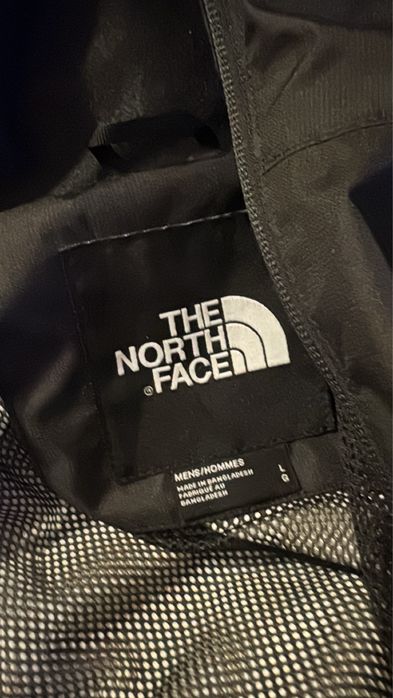 THE
NORTH
FACE
®
MENS/HOMMES
MADE IN BANGLADESH
FABRIQUÉ AU
BANGLADESH
L
G